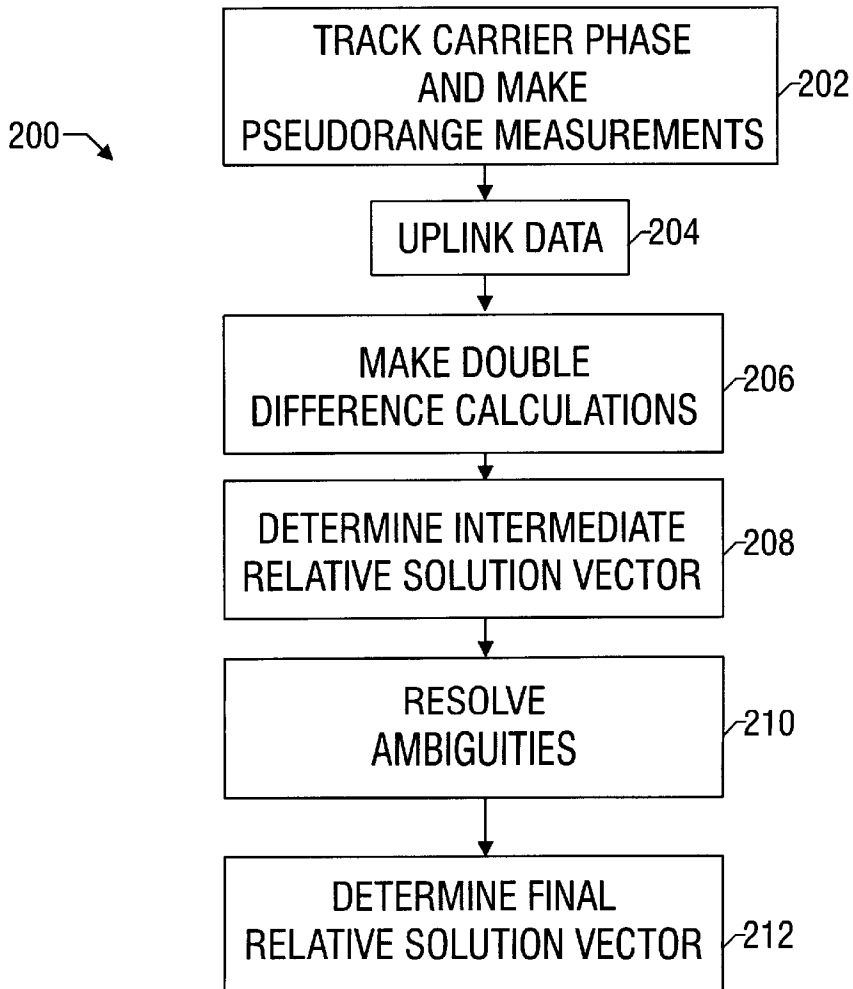 TRACK CARRIER PHASE
AND MAKE
PSEUDORANGE MEASUREMENTS
202
200
UPLINK DATA
204
MAKE DOUBLE
DIFFERENCE CALCULATIONS
206
DETERMINE INTERMEDIATE
RELATIVE SOLUTION VECTOR
208
RESOLVE
AMBIGUITIES
210
DETERMINE FINAL
RELATIVE SOLUTION VECTOR
212